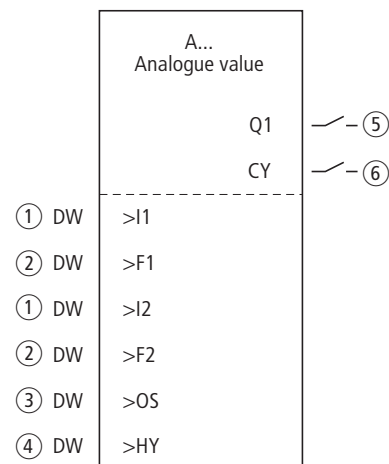 A...
Analogue value
Q1 ⑤
CY ⑥
① DW >I1
② DW >F1
① DW >I2
② DW >F2
③ DW >OS
④ DW >HY